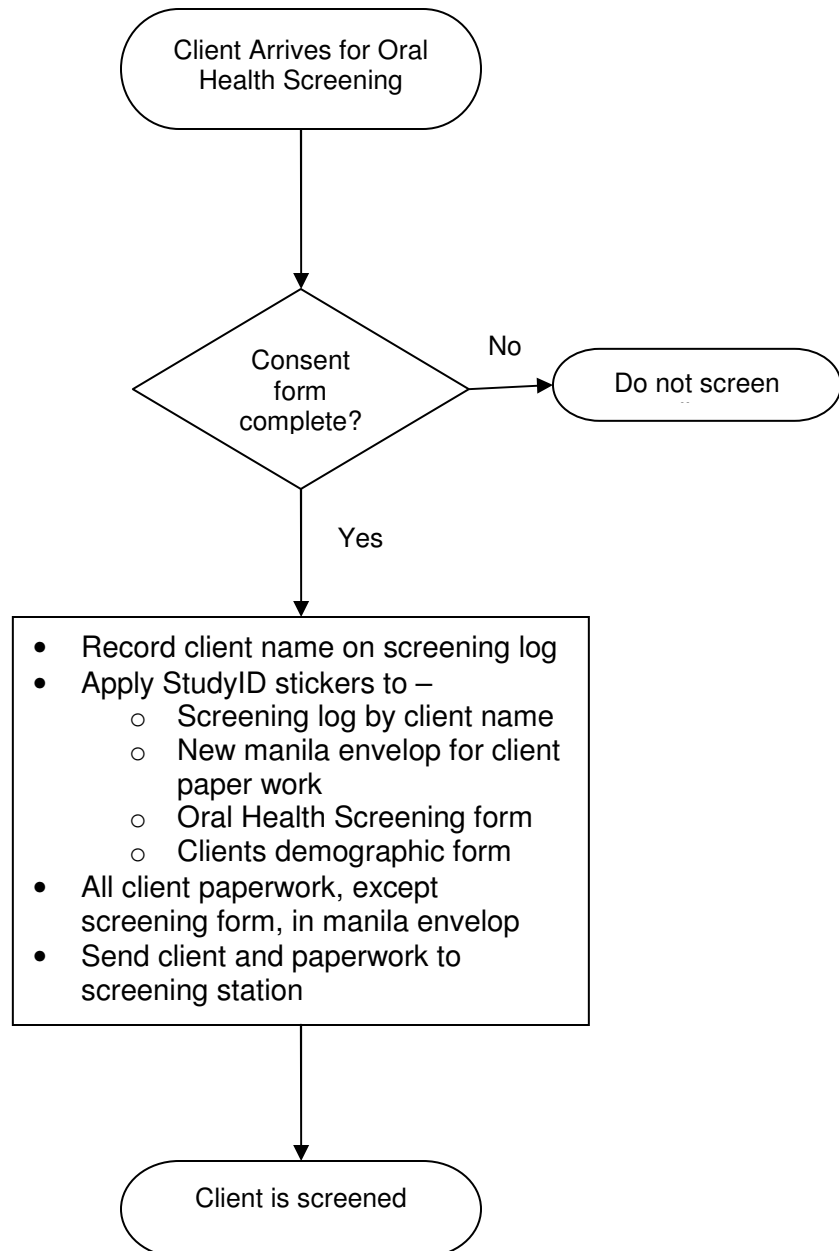 Client Arrives for Oral
Health Screening
Consent
form
complete?
No
Do not screen
Yes
• Record client name on screening log
• Apply StudyID stickers to –
o Screening log by client name
o New manila envelop for client
paper work
o Oral Health Screening form
o Clients demographic form
• All client paperwork, except
screening form, in manila envelop
• Send client and paperwork to
screening station
Client is screened